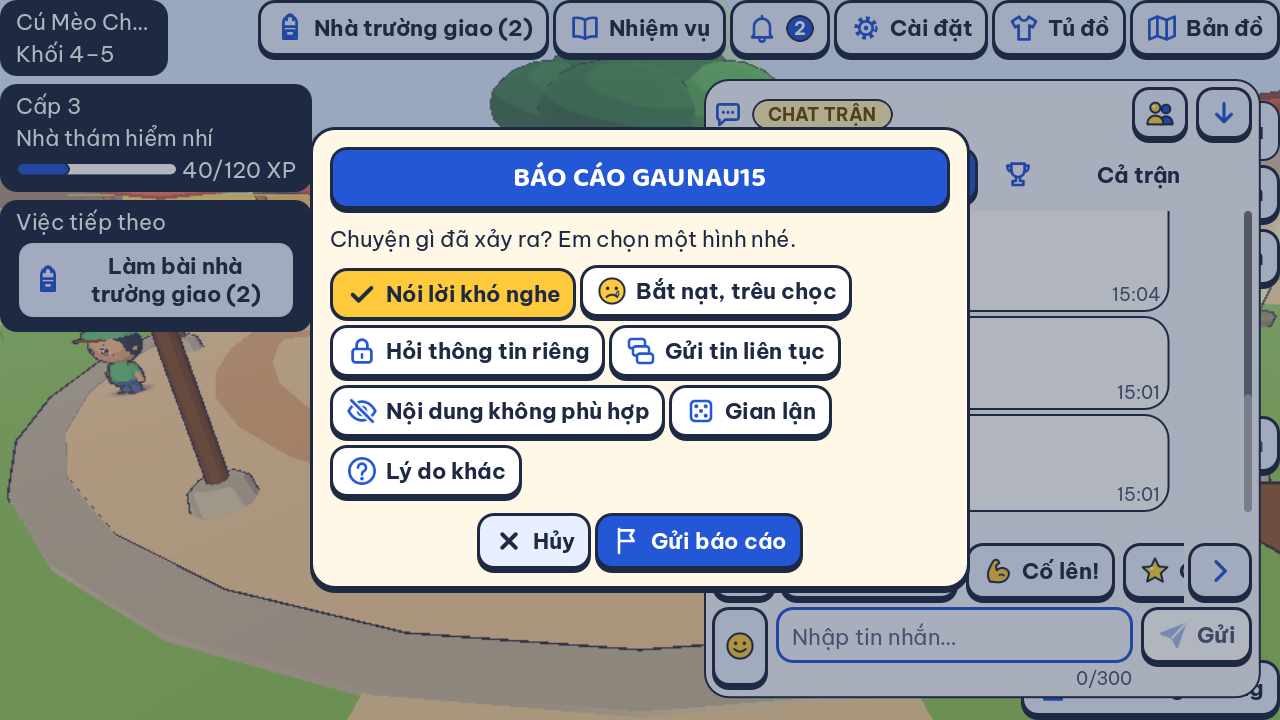 Cú Mèo Ch...
Khối 4–5
Nhà trường giao (2)
Nhiệm vụ
2
Cài đặt
Tủ đồ
Bản đồ
Cấp 3
Nhà thám hiểm nhí
40/120 XP
Việc tiếp theo
Làm bài nhà
trường giao (2)
CHAT TRẬN
Cả trận
15:04
15:01
15:01
BÁO CÁO GAUNAU15
Chuyện gì đã xảy ra? Em chọn một hình nhé.
Nói lời khó nghe
Bắt nạt, trêu chọc
Hỏi thông tin riêng
Gửi tin liên tục
Nội dung không phù hợp
Gian lận
Lý do khác
Hủy
Gửi báo cáo
Cố lên!
Nhập tin nhắn...
Gửi
0/300